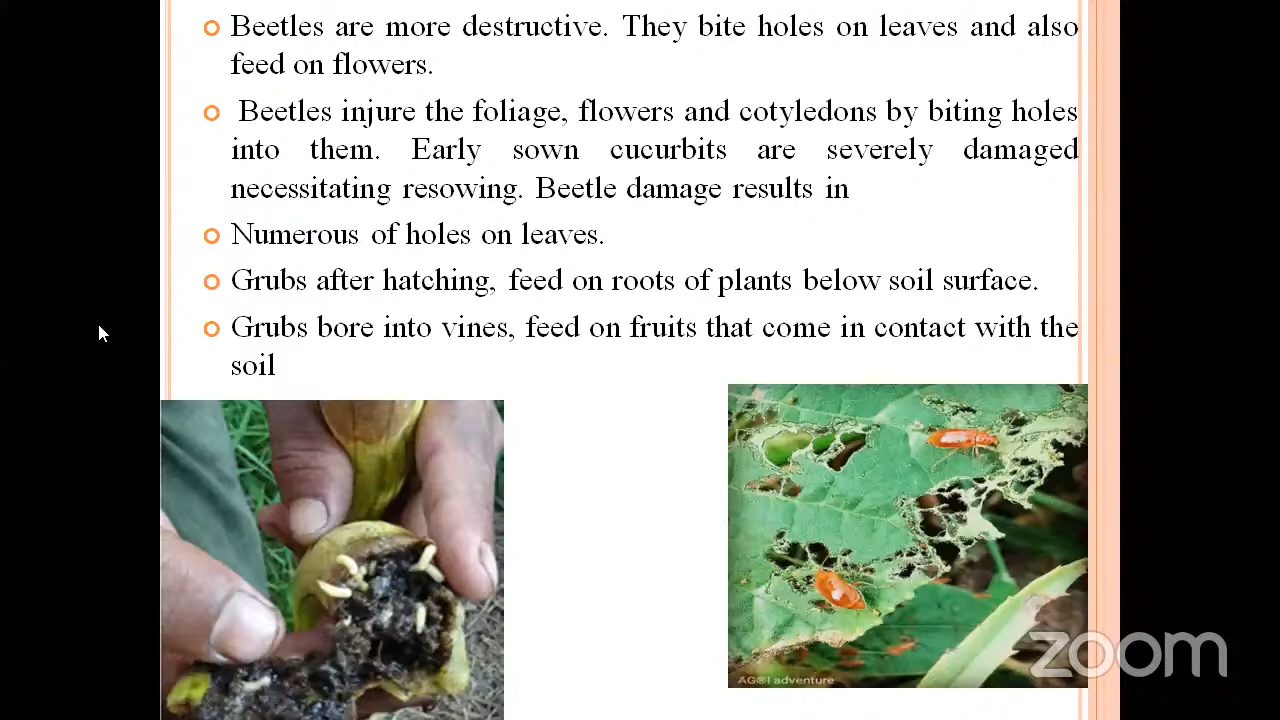 Beetles are more destructive. They bite holes on leaves and also
feed on flowers.
Beetles injure the foliage, flowers and cotyledons by biting holes
into them. Early sown cucurbits are severely damaged
necessitating resowing. Beetle damage results in
Numerous of holes on leaves.
Grubs after hatching, feed on roots of plants below soil surface.
Grubs bore into vines, feed on fruits that come in contact with the
soil
AG®I adventure
zoom